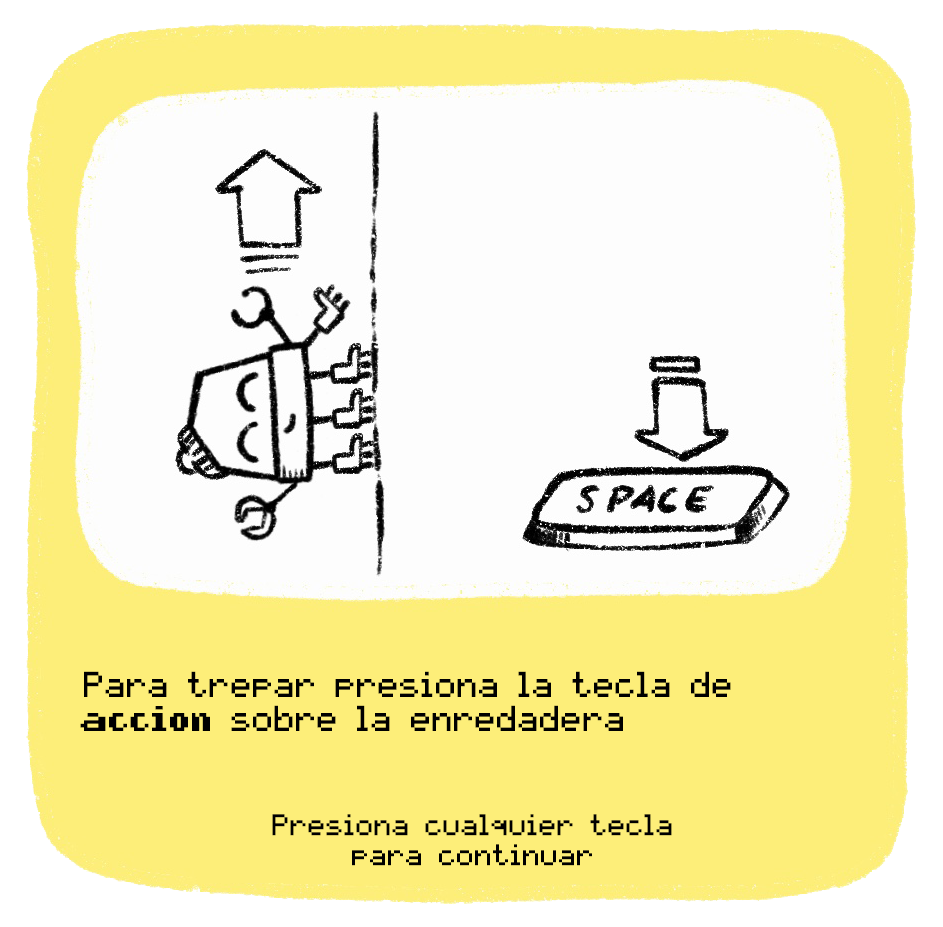 SPACE
Para trepar presiona la tecla de
accion sobre la enredadera
Presiona cualquier tecla
para continuar